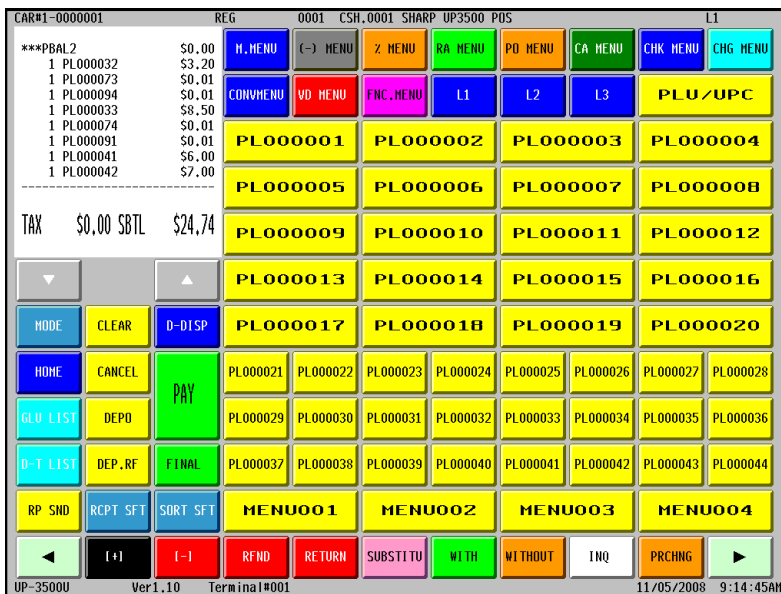 CAR#1-0000001 REG 0001 CSH.0001 SHARP UP3500 POS L1
***PBAL2 $0.00
1 PL000032 $3.20
1 PL000073 $0.01
1 PL000094 $0.01
1 PL000033 $8.50
1 PL000074 $0.01
1 PL000091 $0.01
1 PL000041 $6.00
1 PL000042 $7.00
TAX $0.00 SBTL $24.74
M.MENU (-) MENU % MENU RA MENU PO MENU CA MENU CHK MENU CHG MENU
CONVMENU VD MENU FNC.MENU L1 L2 L3 PLU/UPC
PL000001 PL000002 PL000003 PL000004
PL000005 PL000006 PL000007 PL000008
PL000009 PL000010 PL000011 PL000012
PL000013 PL000014 PL000015 PL000016
MODE CLEAR D-DISP PL000017 PL000018 PL000019 PL000020
HOME CANCEL PAY PL000021 PL000022 PL000023 PL000024 PL000025 PL000026 PL000027 PL000028
GLU LIST DEPO PL000029 PL000030 PL000031 PL000032 PL000033 PL000034 PL000035 PL000036
D-T LIST DEP.RF FINAL PL000037 PL000038 PL000039 PL000040 PL000041 PL000042 PL000043 PL000044
RP SND RCPT SFT SORT SFT MENU001 MENU002 MENU003 MENU004
[+] [-] RFND RETURN SUBSTITU WITH WITHOUT INQ PRCHNG
UP-3500U Ver1.10 Terminal#001 11/05/2008 9:14:45AM